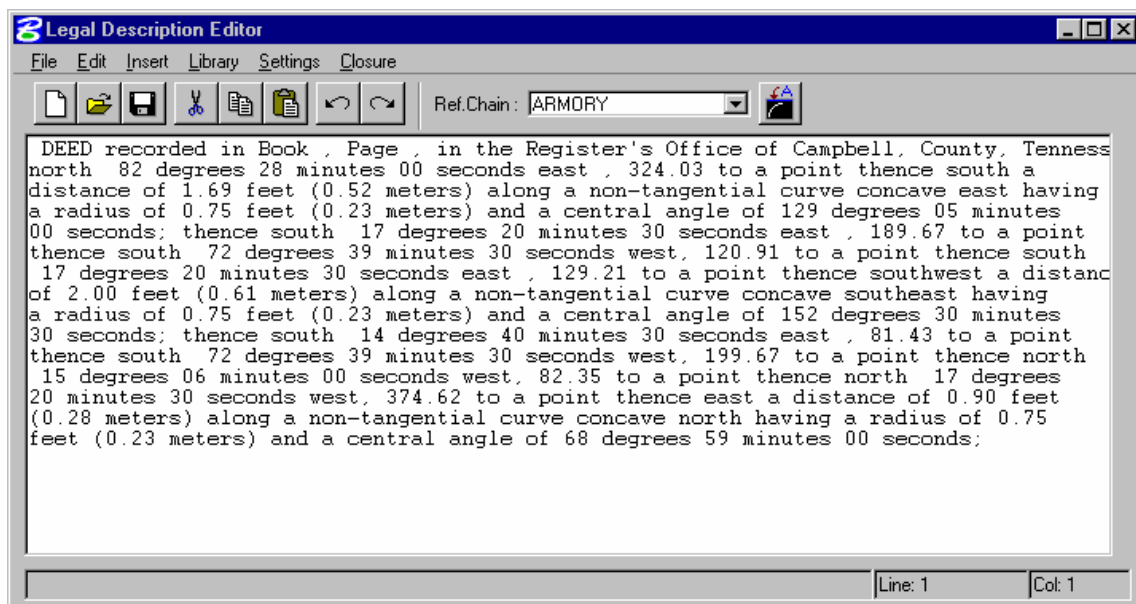 Legal Description Editor
File Edit Insert Library Settings Closure
Ref.Chain : ARMORY
DEED recorded in Book , Page , in the Register's Office of Campbell, County, Tenness
north  82 degrees 28 minutes 00 seconds east , 324.03 to a point thence south a
distance of 1.69 feet (0.52 meters) along a non-tangential curve concave east having
a radius of 0.75 feet (0.23 meters) and a central angle of 129 degrees 05 minutes
00 seconds; thence south  17 degrees 20 minutes 30 seconds east , 189.67 to a point
thence south  72 degrees 39 minutes 30 seconds west, 120.91 to a point thence south
17 degrees 20 minutes 30 seconds east , 129.21 to a point thence southwest a distanc
of 2.00 feet (0.61 meters) along a non-tangential curve concave southeast having
a radius of 0.75 feet (0.23 meters) and a central angle of 152 degrees 30 minutes
30 seconds; thence south  14 degrees 40 minutes 30 seconds east , 81.43 to a point
thence south  72 degrees 39 minutes 30 seconds west, 199.67 to a point thence north
15 degrees 06 minutes 00 seconds west, 82.35 to a point thence north  17 degrees
20 minutes 30 seconds west, 374.62 to a point thence east a distance of 0.90 feet
(0.28 meters) along a non-tangential curve concave north having a radius of 0.75
feet (0.23 meters) and a central angle of 68 degrees 59 minutes 00 seconds;
Line: 1 Col: 1